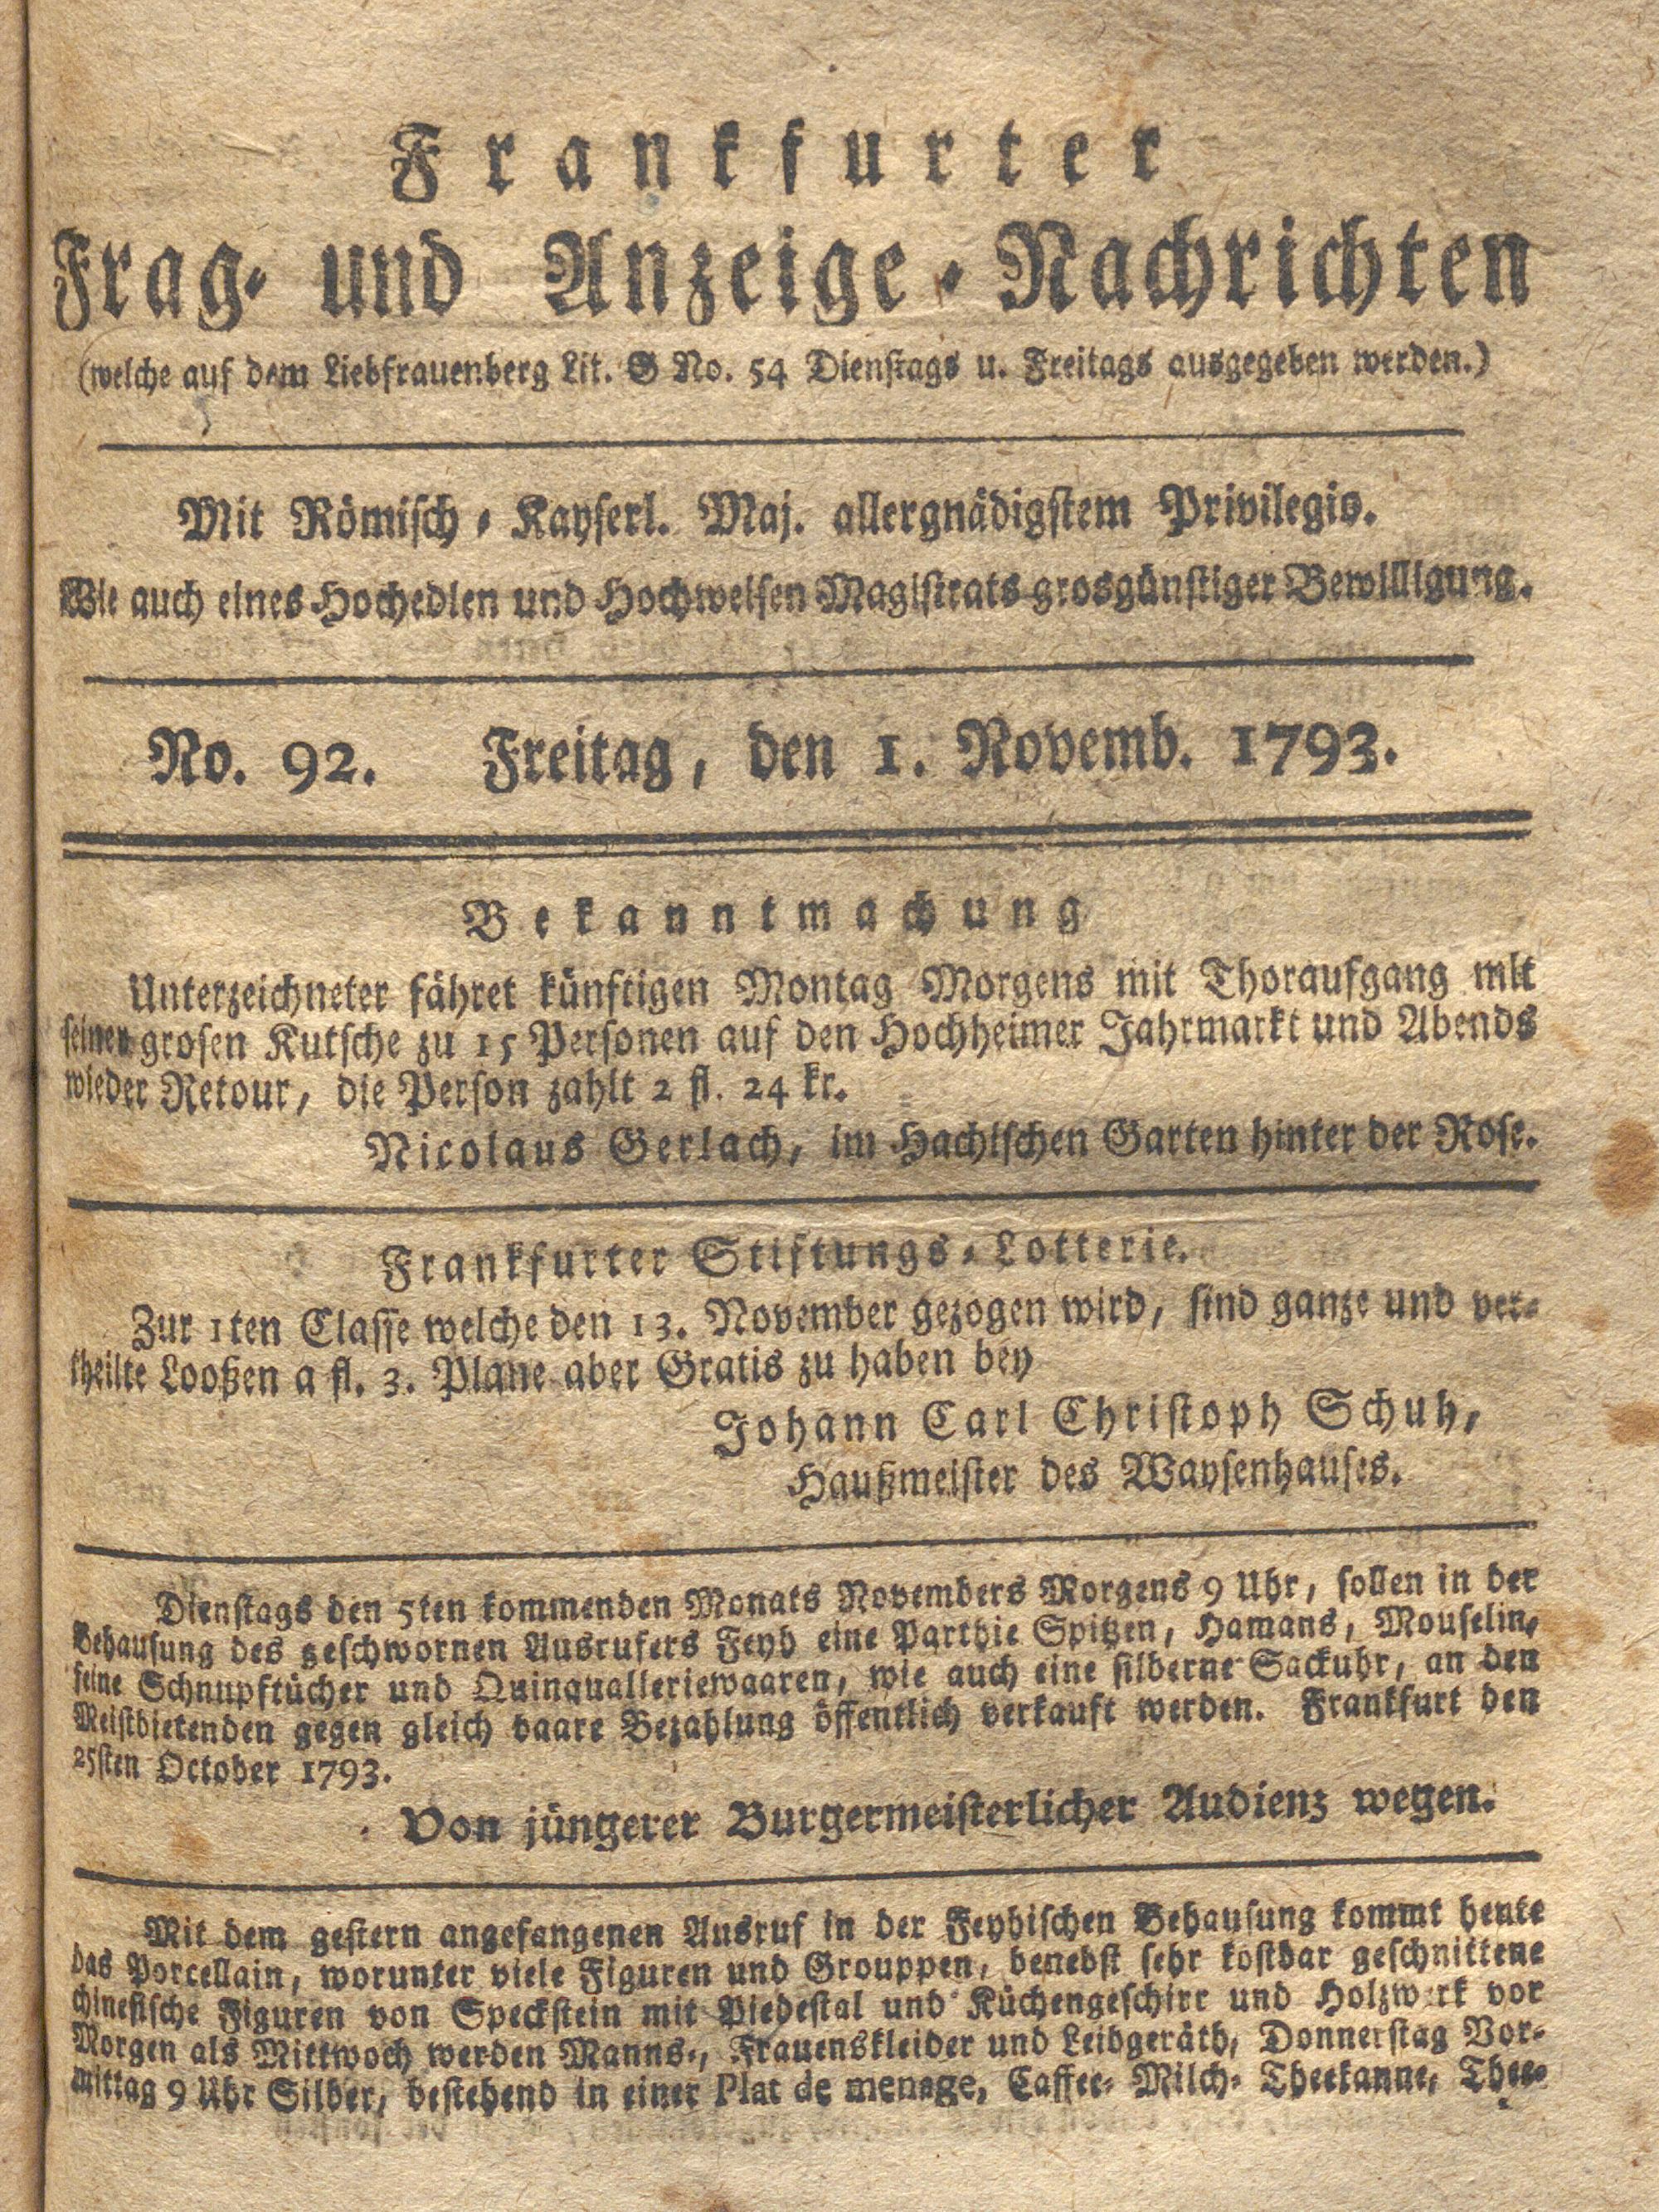 Frankfurter
Frag- und Anzeige-Nachrichten
(welche auf dem Liebfrauenberg Lit. G No. 54 Dienstags u. Freitags ausgegeben werden.)
Mit Römisch-Kayserl. Maj. allergnädigstem Privilegio.
Wie auch eines Hochedlen und Hochweisen Magistrats grosgünstiger Bewilligung.
No. 92. Freitag, den 1. Novemb. 1793.
Bekanntmachung
Unterzeichneter fähret künftigen Montag Morgens mit Thoraufgang mit
seiner grosen Kutsche zu 15 Personen auf den Hochheimer Jahrmarkt und Abends
wieder Retour, die Person zahlt 2 fl. 24 kr.
Nicolaus Gerlach, im Hachischen Garten hinter der Rose.
Frankfurter Stiftungs-Lotterie.
Zur 1ten Classe welche den 13. November gezogen wird, sind ganze und ver-
theilte Looßen a fl. 3. Plane aber Gratis zu haben bey
Johann Carl Christoph Schuh,
Haußmeister des Waysenhauses.
Dienstags den 5ten kommenden Monats Novembers Morgens 9 Uhr, sollen in der
Behausung des geschwornen Ausrufers Feyh eine Parthie Spitzen, Hamans, Mouselin,
feine Schnupftücher und Quinqualleriewaaren, wie auch eine silberne Sackuhr, an den
Meistbietenden gegen gleich baare Bezahlung öffentlich verkauft werden. Frankfurt den
25sten October 1793.
Von jüngerer Burgermeisterlicher Audienz wegen.
Mit dem gestern angefangenen Ausruf in der Feyhischen Behausung kommt heute
das Porcellain, worunter viele Figuren und Grouppen, benebst sehr kostbar geschnittene
chinesische Figuren von Speckstein mit Piedestal und Küchengeschirr und Holzwerk vor
Morgen als Mittwoch werden Manns-, Frauenskleider und Leibgeräth, Donnerstag Vor-
mittag 9 Uhr Silber, bestehend in einer Plat de menage, Caffee- Milch- Theekanne, Thee-